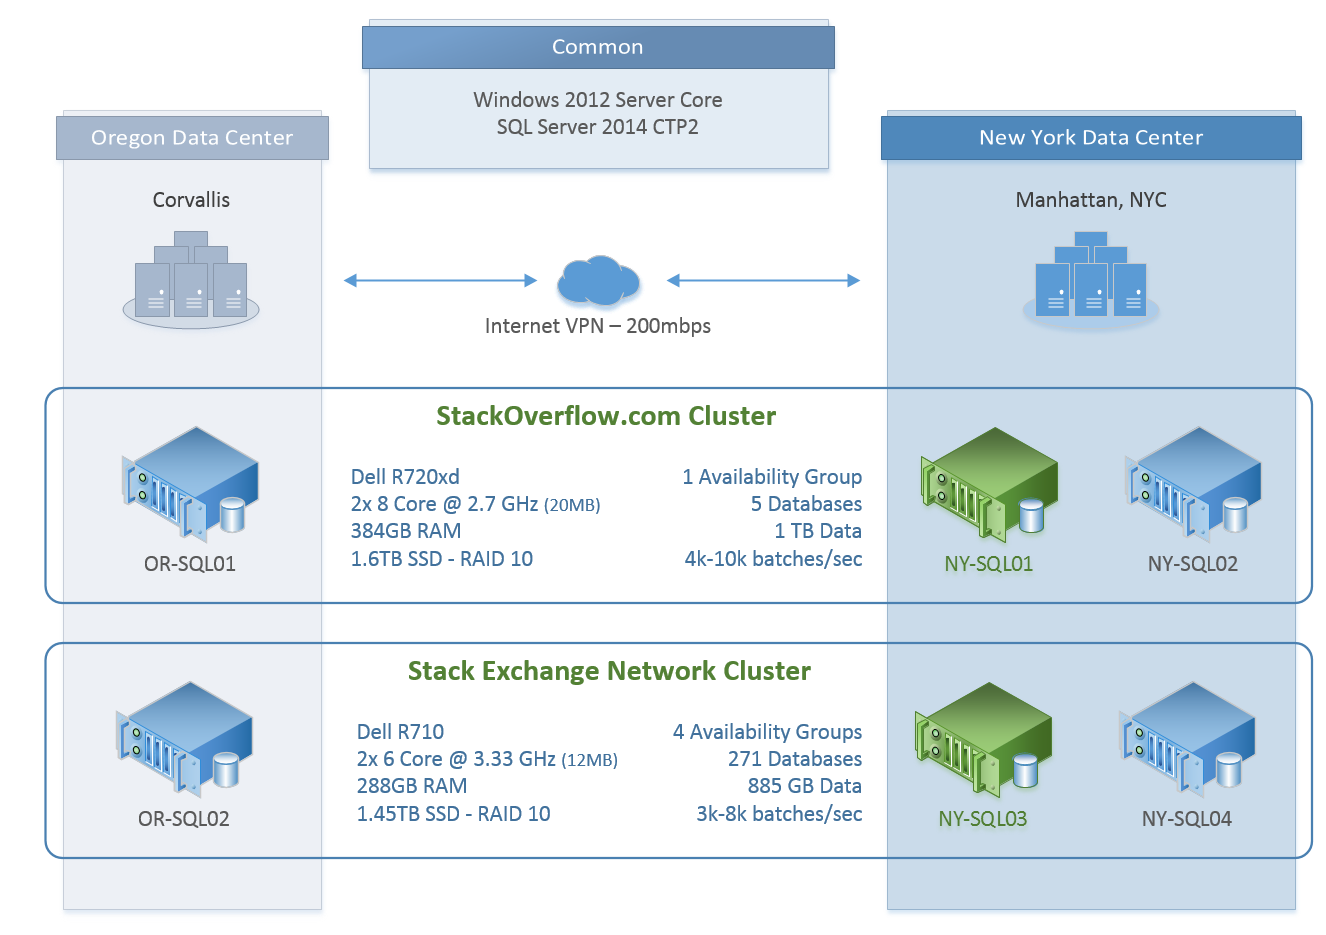 Common
Windows 2012 Server Core
SQL Server 2014 CTP2
Oregon Data Center
New York Data Center
Corvallis
Manhattan, NYC
Internet VPN – 200mbps
StackOverflow.com Cluster
Dell R720xd
2x 8 Core @ 2.7 GHz (20MB)
384GB RAM
1.6TB SSD - RAID 10
1 Availability Group
5 Databases
1 TB Data
4k-10k batches/sec
OR-SQL01
NY-SQL01
NY-SQL02
Stack Exchange Network Cluster
Dell R710
2x 6 Core @ 3.33 GHz (12MB)
288GB RAM
1.45TB SSD - RAID 10
4 Availability Groups
271 Databases
885 GB Data
3k-8k batches/sec
OR-SQL02
NY-SQL03
NY-SQL04